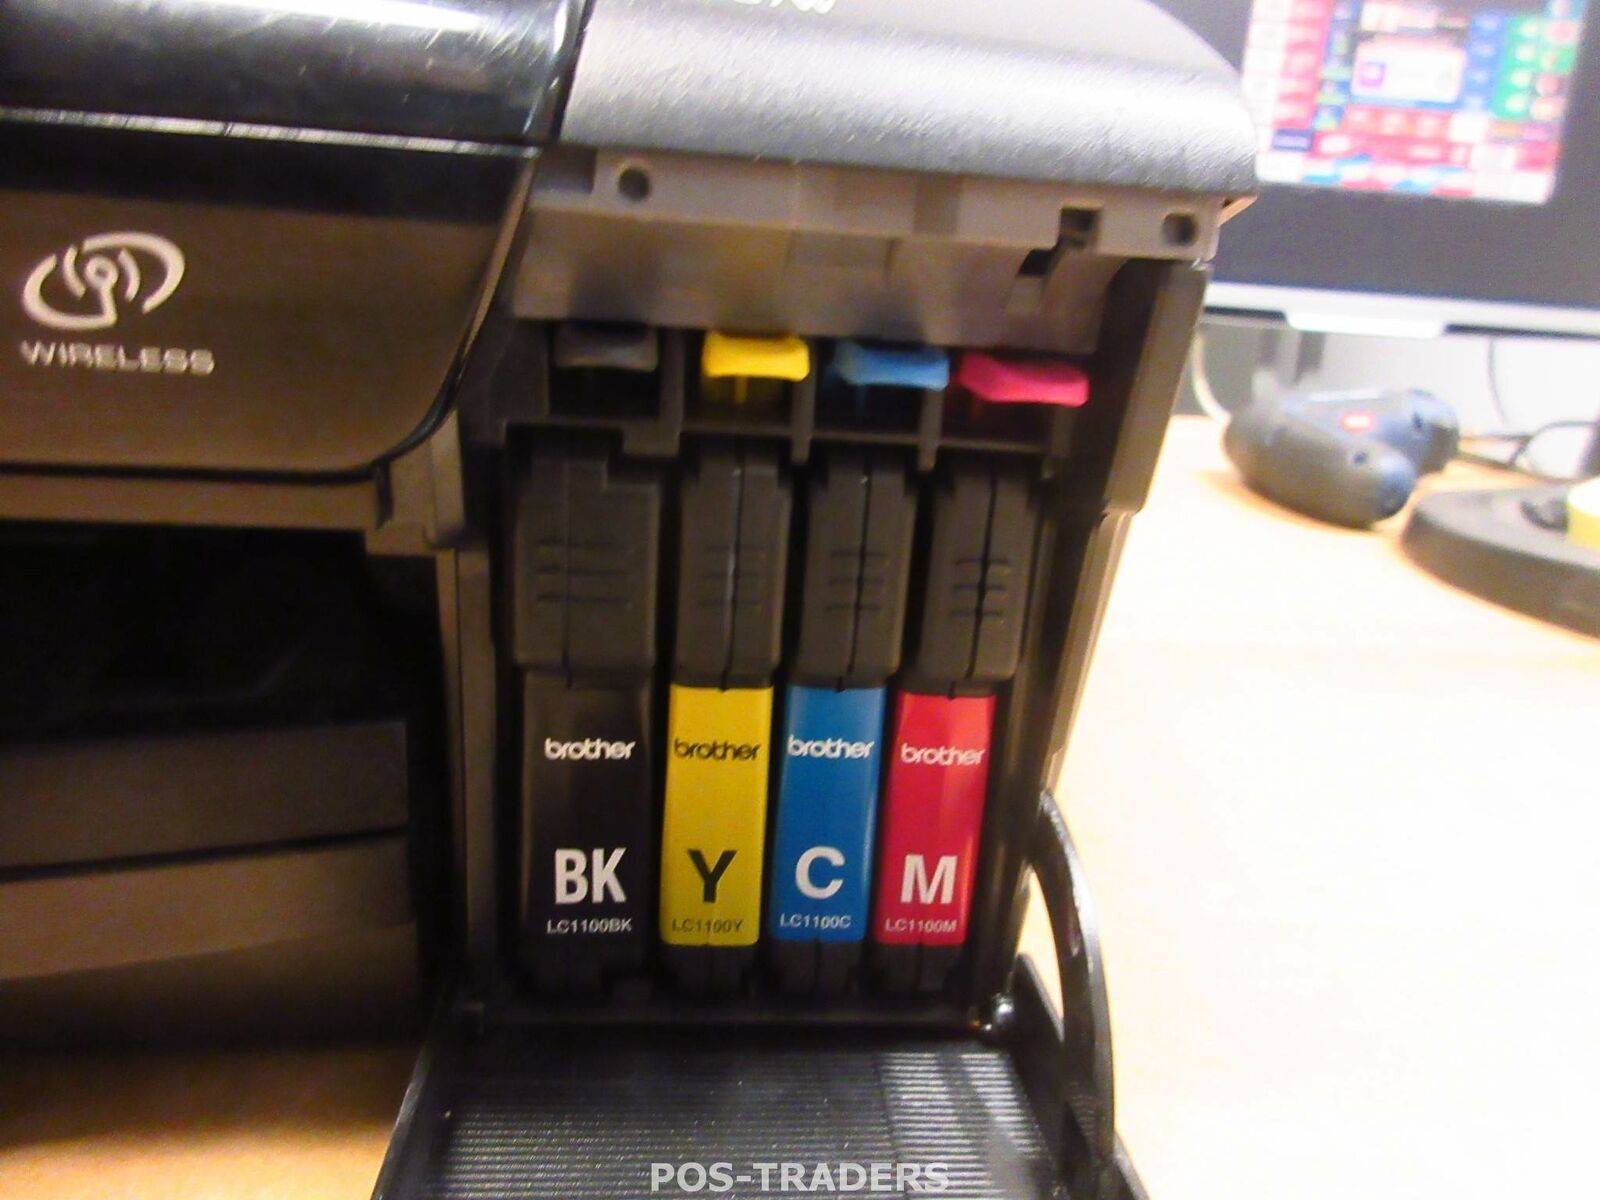 WIRELESS
brother
brother
brother
brother
BK
Y
C
M
LC1100BK
LC1100Y
LC1100C
LC1100M
POS-TRADERS